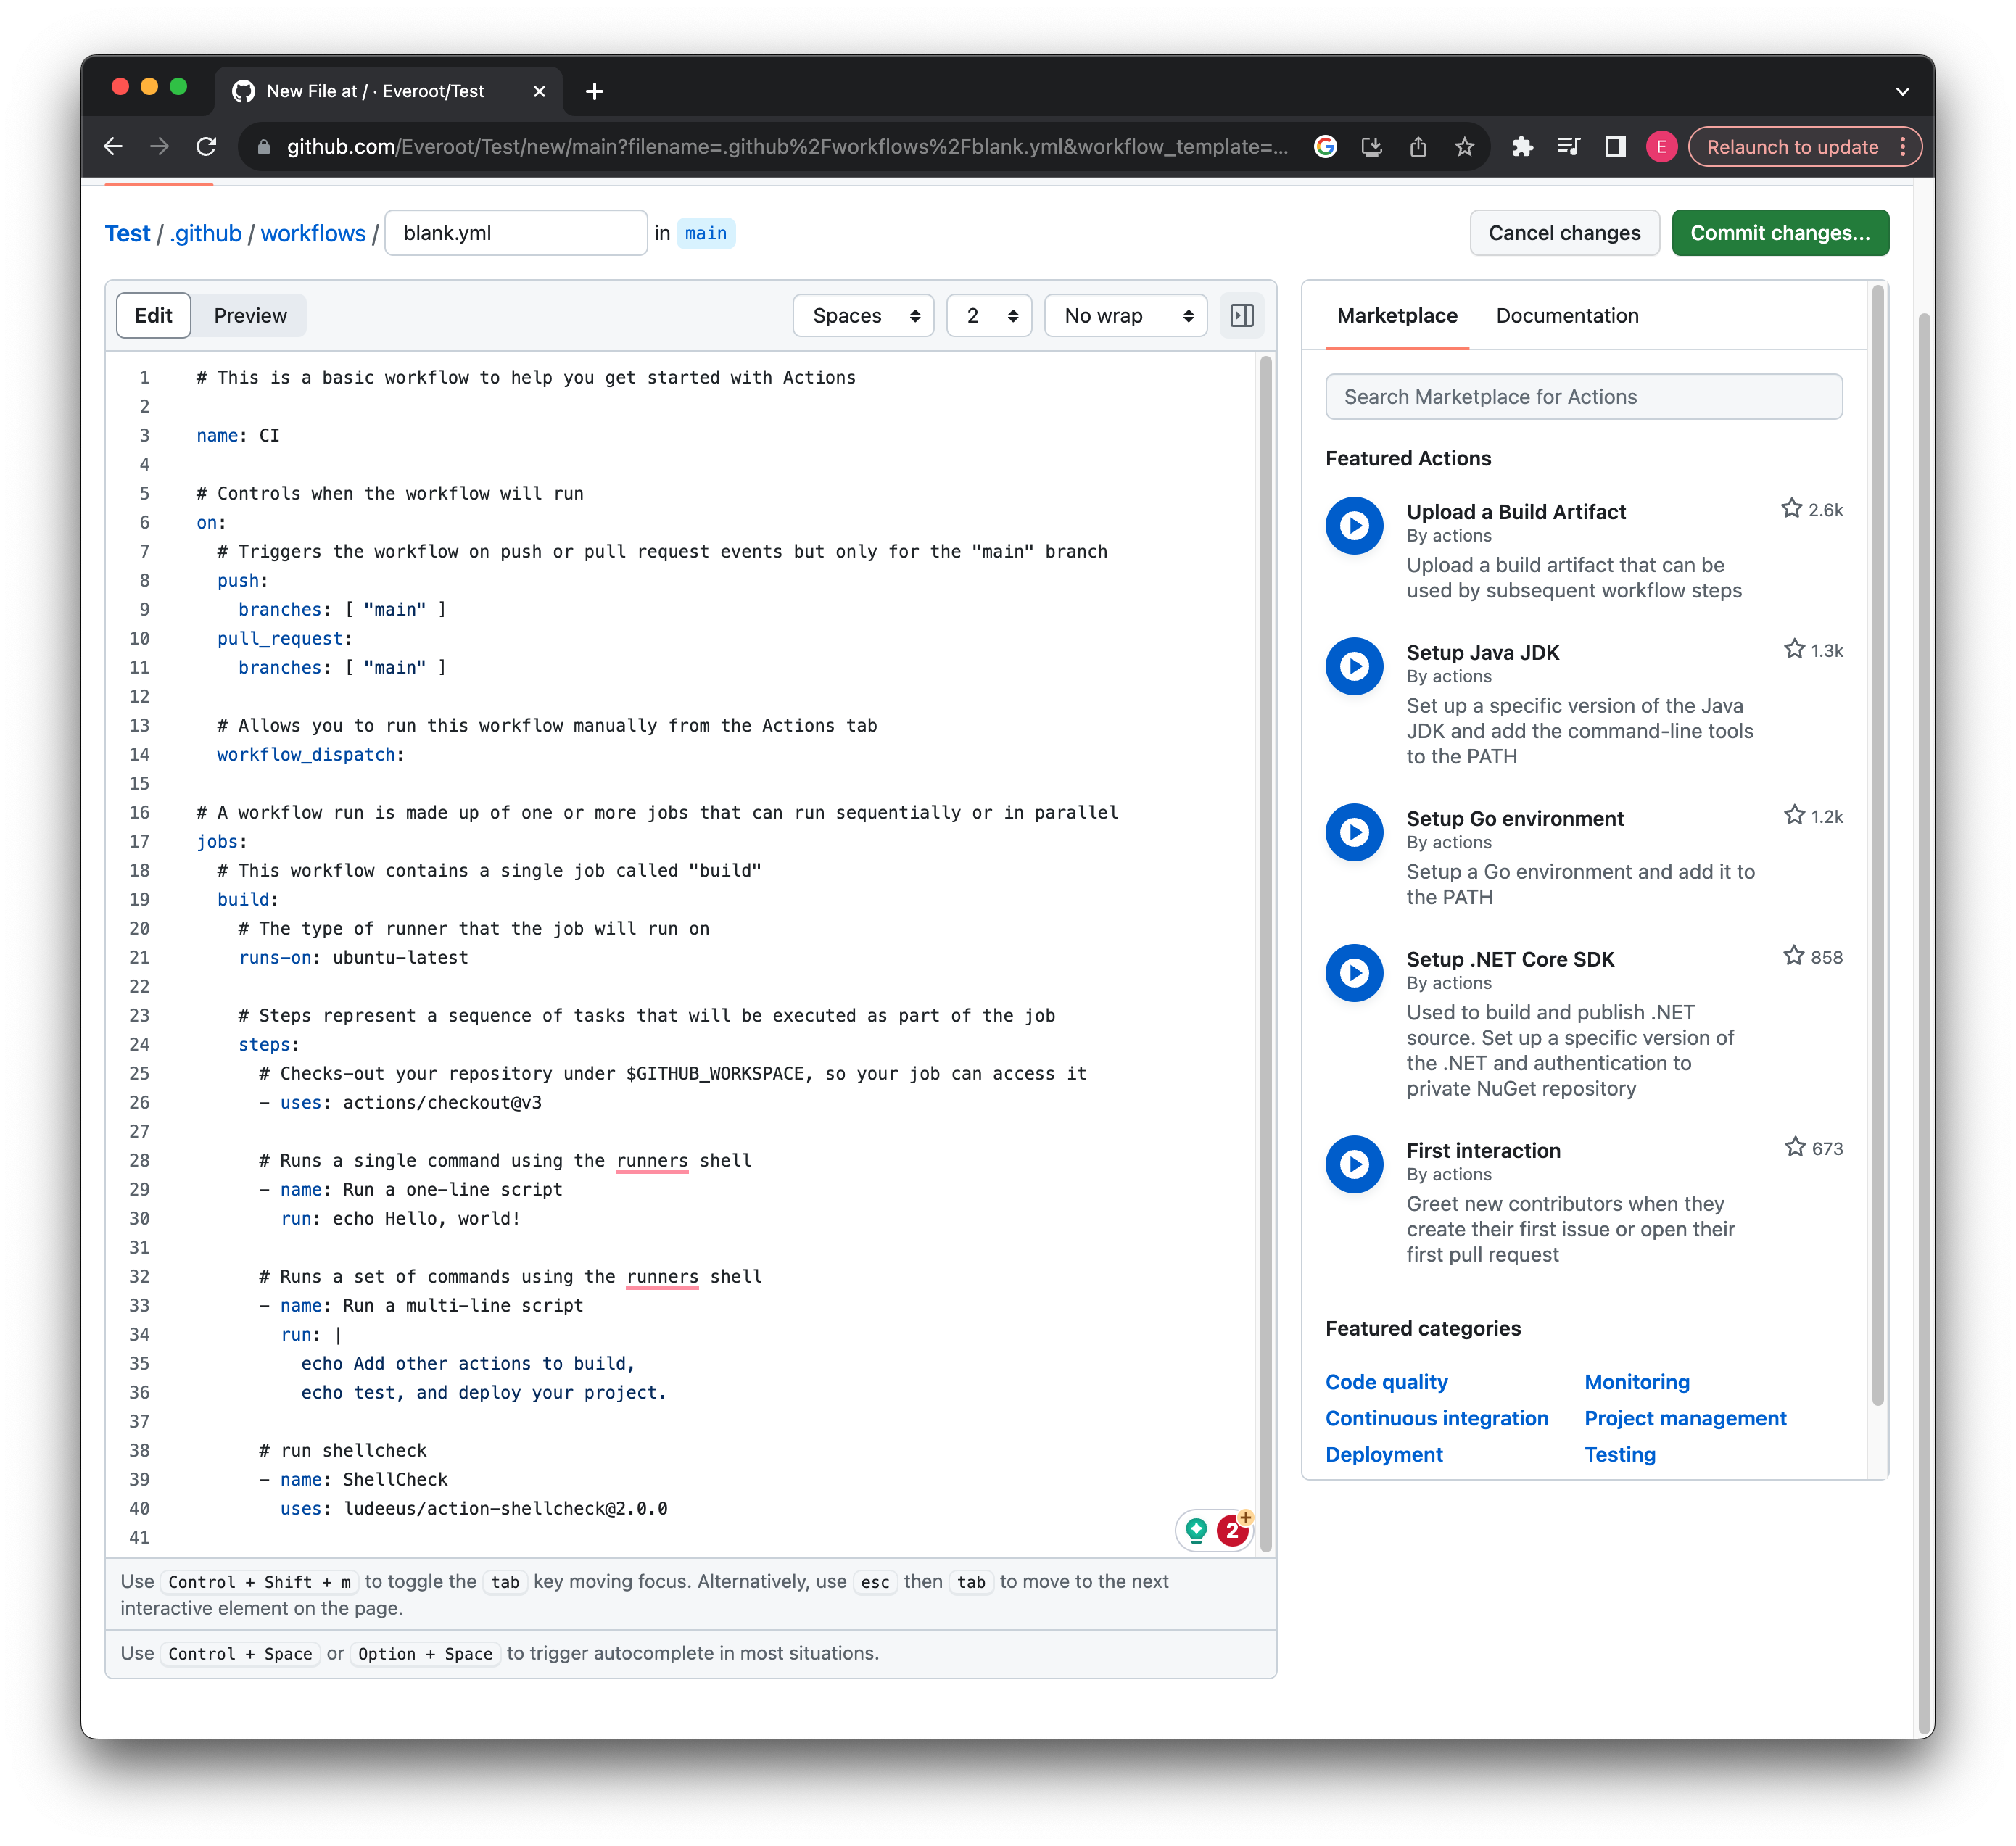 New File at / · Everoot/Test
github.com/Everoot/Test/new/main?filename=.github%2Fworkflows%2Fblank.yml&workflow_template=...
E
Relaunch to update
Test / .github / workflows / blank.yml in main
Cancel changes
Commit changes...
Edit
Preview
Spaces
2
No wrap
1 # This is a basic workflow to help you get started with Actions
2
3 name: CI
4
5 # Controls when the workflow will run
6 on:
7 # Triggers the workflow on push or pull request events but only for the "main" branch
8 push:
9 branches: [ "main" ]
10 pull_request:
11 branches: [ "main" ]
12
13 # Allows you to run this workflow manually from the Actions tab
14 workflow_dispatch:
15
16 # A workflow run is made up of one or more jobs that can run sequentially or in parallel
17 jobs:
18 # This workflow contains a single job called "build"
19 build:
20 # The type of runner that the job will run on
21 runs-on: ubuntu-latest
22
23 # Steps represent a sequence of tasks that will be executed as part of the job
24 steps:
25 # Checks-out your repository under $GITHUB_WORKSPACE, so your job can access it
26 - uses: actions/checkout@v3
27
28 # Runs a single command using the runners shell
29 - name: Run a one-line script
30 run: echo Hello, world!
31
32 # Runs a set of commands using the runners shell
33 - name: Run a multi-line script
34 run: |
35 echo Add other actions to build,
36 echo test, and deploy your project.
37
38 # run shellcheck
39 - name: ShellCheck
40 uses: ludeeus/action-shellcheck@2.0.0
41
2
+
Use Control + Shift + m to toggle the tab key moving focus. Alternatively, use esc then tab to move to the next
interactive element on the page.
Use Control + Space or Option + Space to trigger autocomplete in most situations.
Marketplace
Documentation
Search Marketplace for Actions
Featured Actions
Upload a Build Artifact
2.6k
By actions
Upload a build artifact that can be
used by subsequent workflow steps
Setup Java JDK
1.3k
By actions
Set up a specific version of the Java
JDK and add the command-line tools
to the PATH
Setup Go environment
1.2k
By actions
Setup a Go environment and add it to
the PATH
Setup .NET Core SDK
858
By actions
Used to build and publish .NET
source. Set up a specific version of
the .NET and authentication to
private NuGet repository
First interaction
673
By actions
Greet new contributors when they
create their first issue or open their
first pull request
Featured categories
Code quality
Monitoring
Continuous integration
Project management
Deployment
Testing